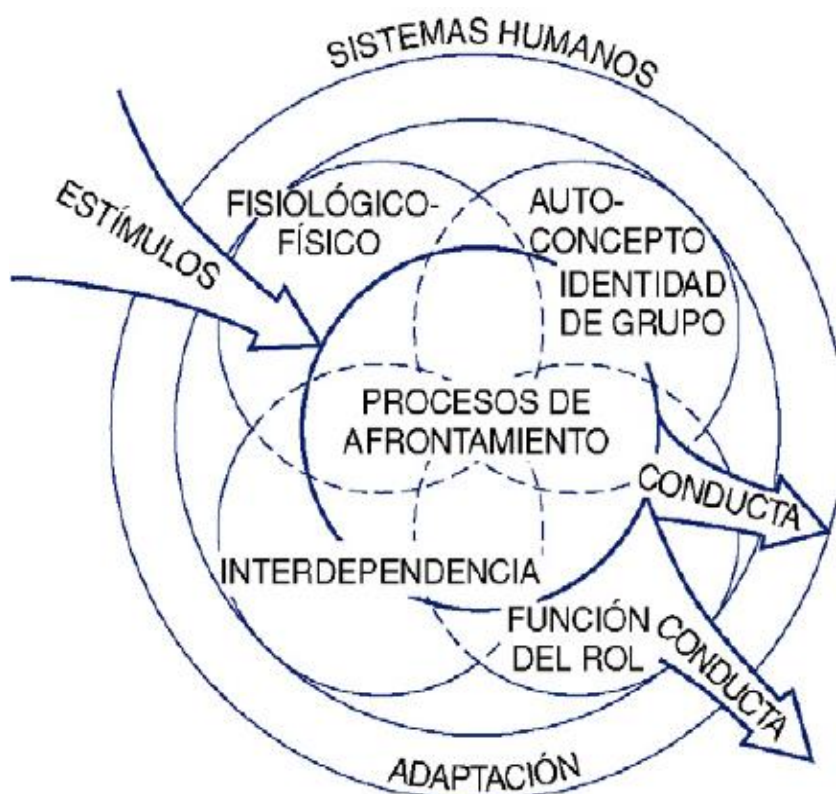 SISTEMAS HUMANOS
ESTÍMULOS
FISIOLÓGICO-
FÍSICO
AUTO-
CONCEPTO
IDENTIDAD
DE GRUPO
PROCESOS DE
AFRONTAMIENTO
CONDUCTA
INTERDEPENDENCIA
FUNCIÓN
DEL ROL
CONDUCTA
ADAPTACIÓN